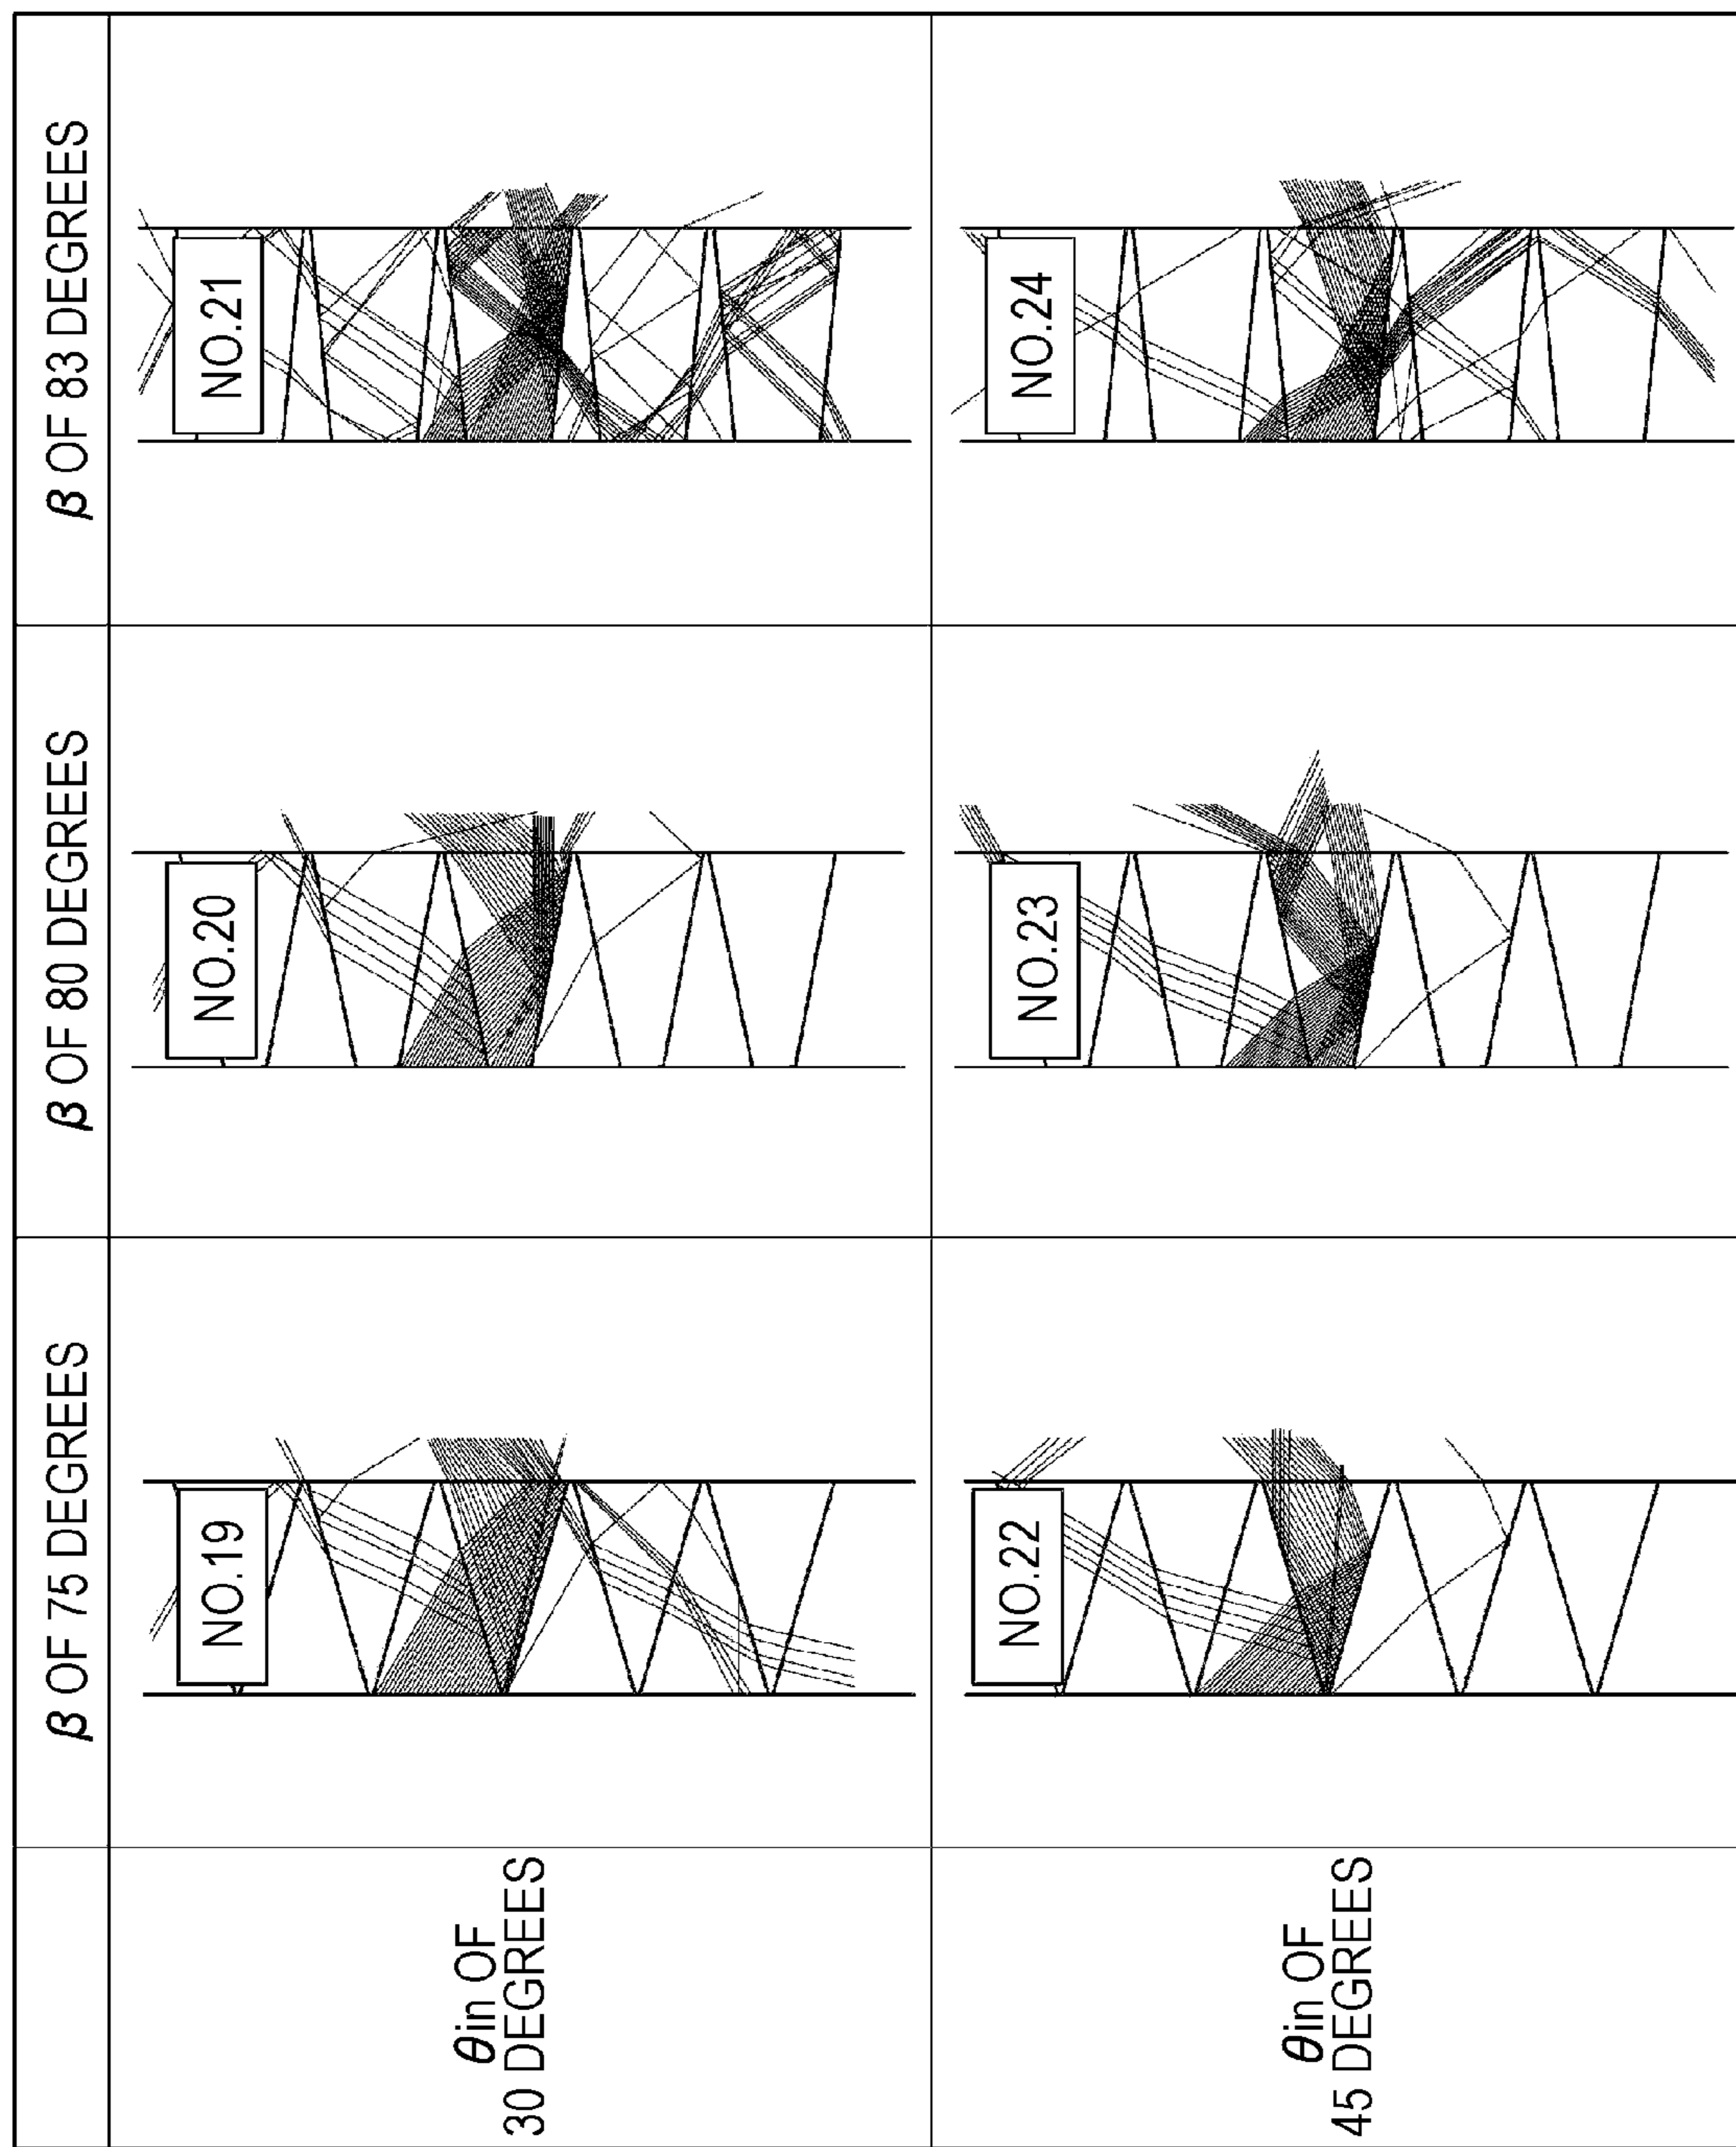 β OF 75 DEGREES
β OF 80 DEGREES
β OF 83 DEGREES
θin OF
30 DEGREES
NO.19
NO.20
NO.21
θin OF
45 DEGREES
NO.22
NO.23
NO.24